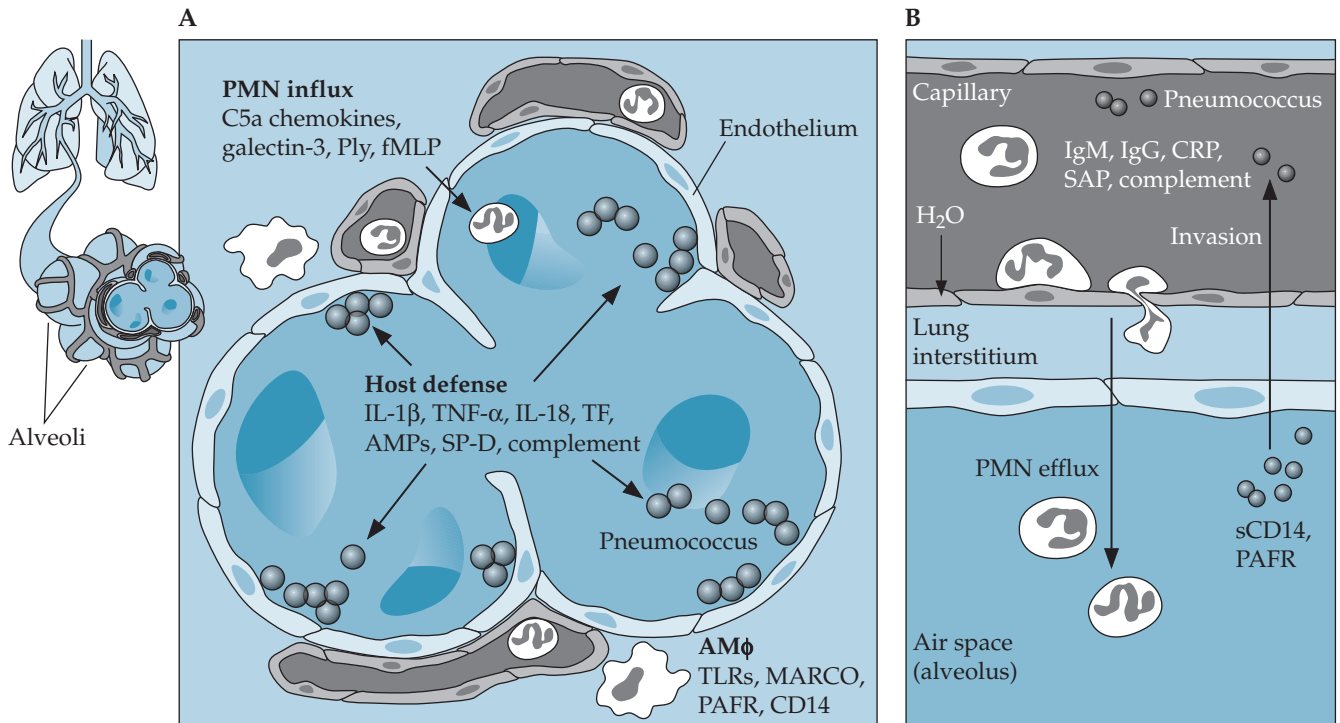 A
PMN influx
C5a chemokines,
galectin-3, Ply, fMLP
Endothelium
Alveoli
Host defense
IL-1β, TNF-α, IL-18, TF,
AMPs, SP-D, complement
Pneumococcus
AMϕ
TLRs, MARCO,
PAFR, CD14
B
Capillary
Pneumococcus
IgM, IgG, CRP,
SAP, complement
H₂O
Invasion
Lung
interstitium
PMN efflux
sCD14,
PAFR
Air space
(alveolus)